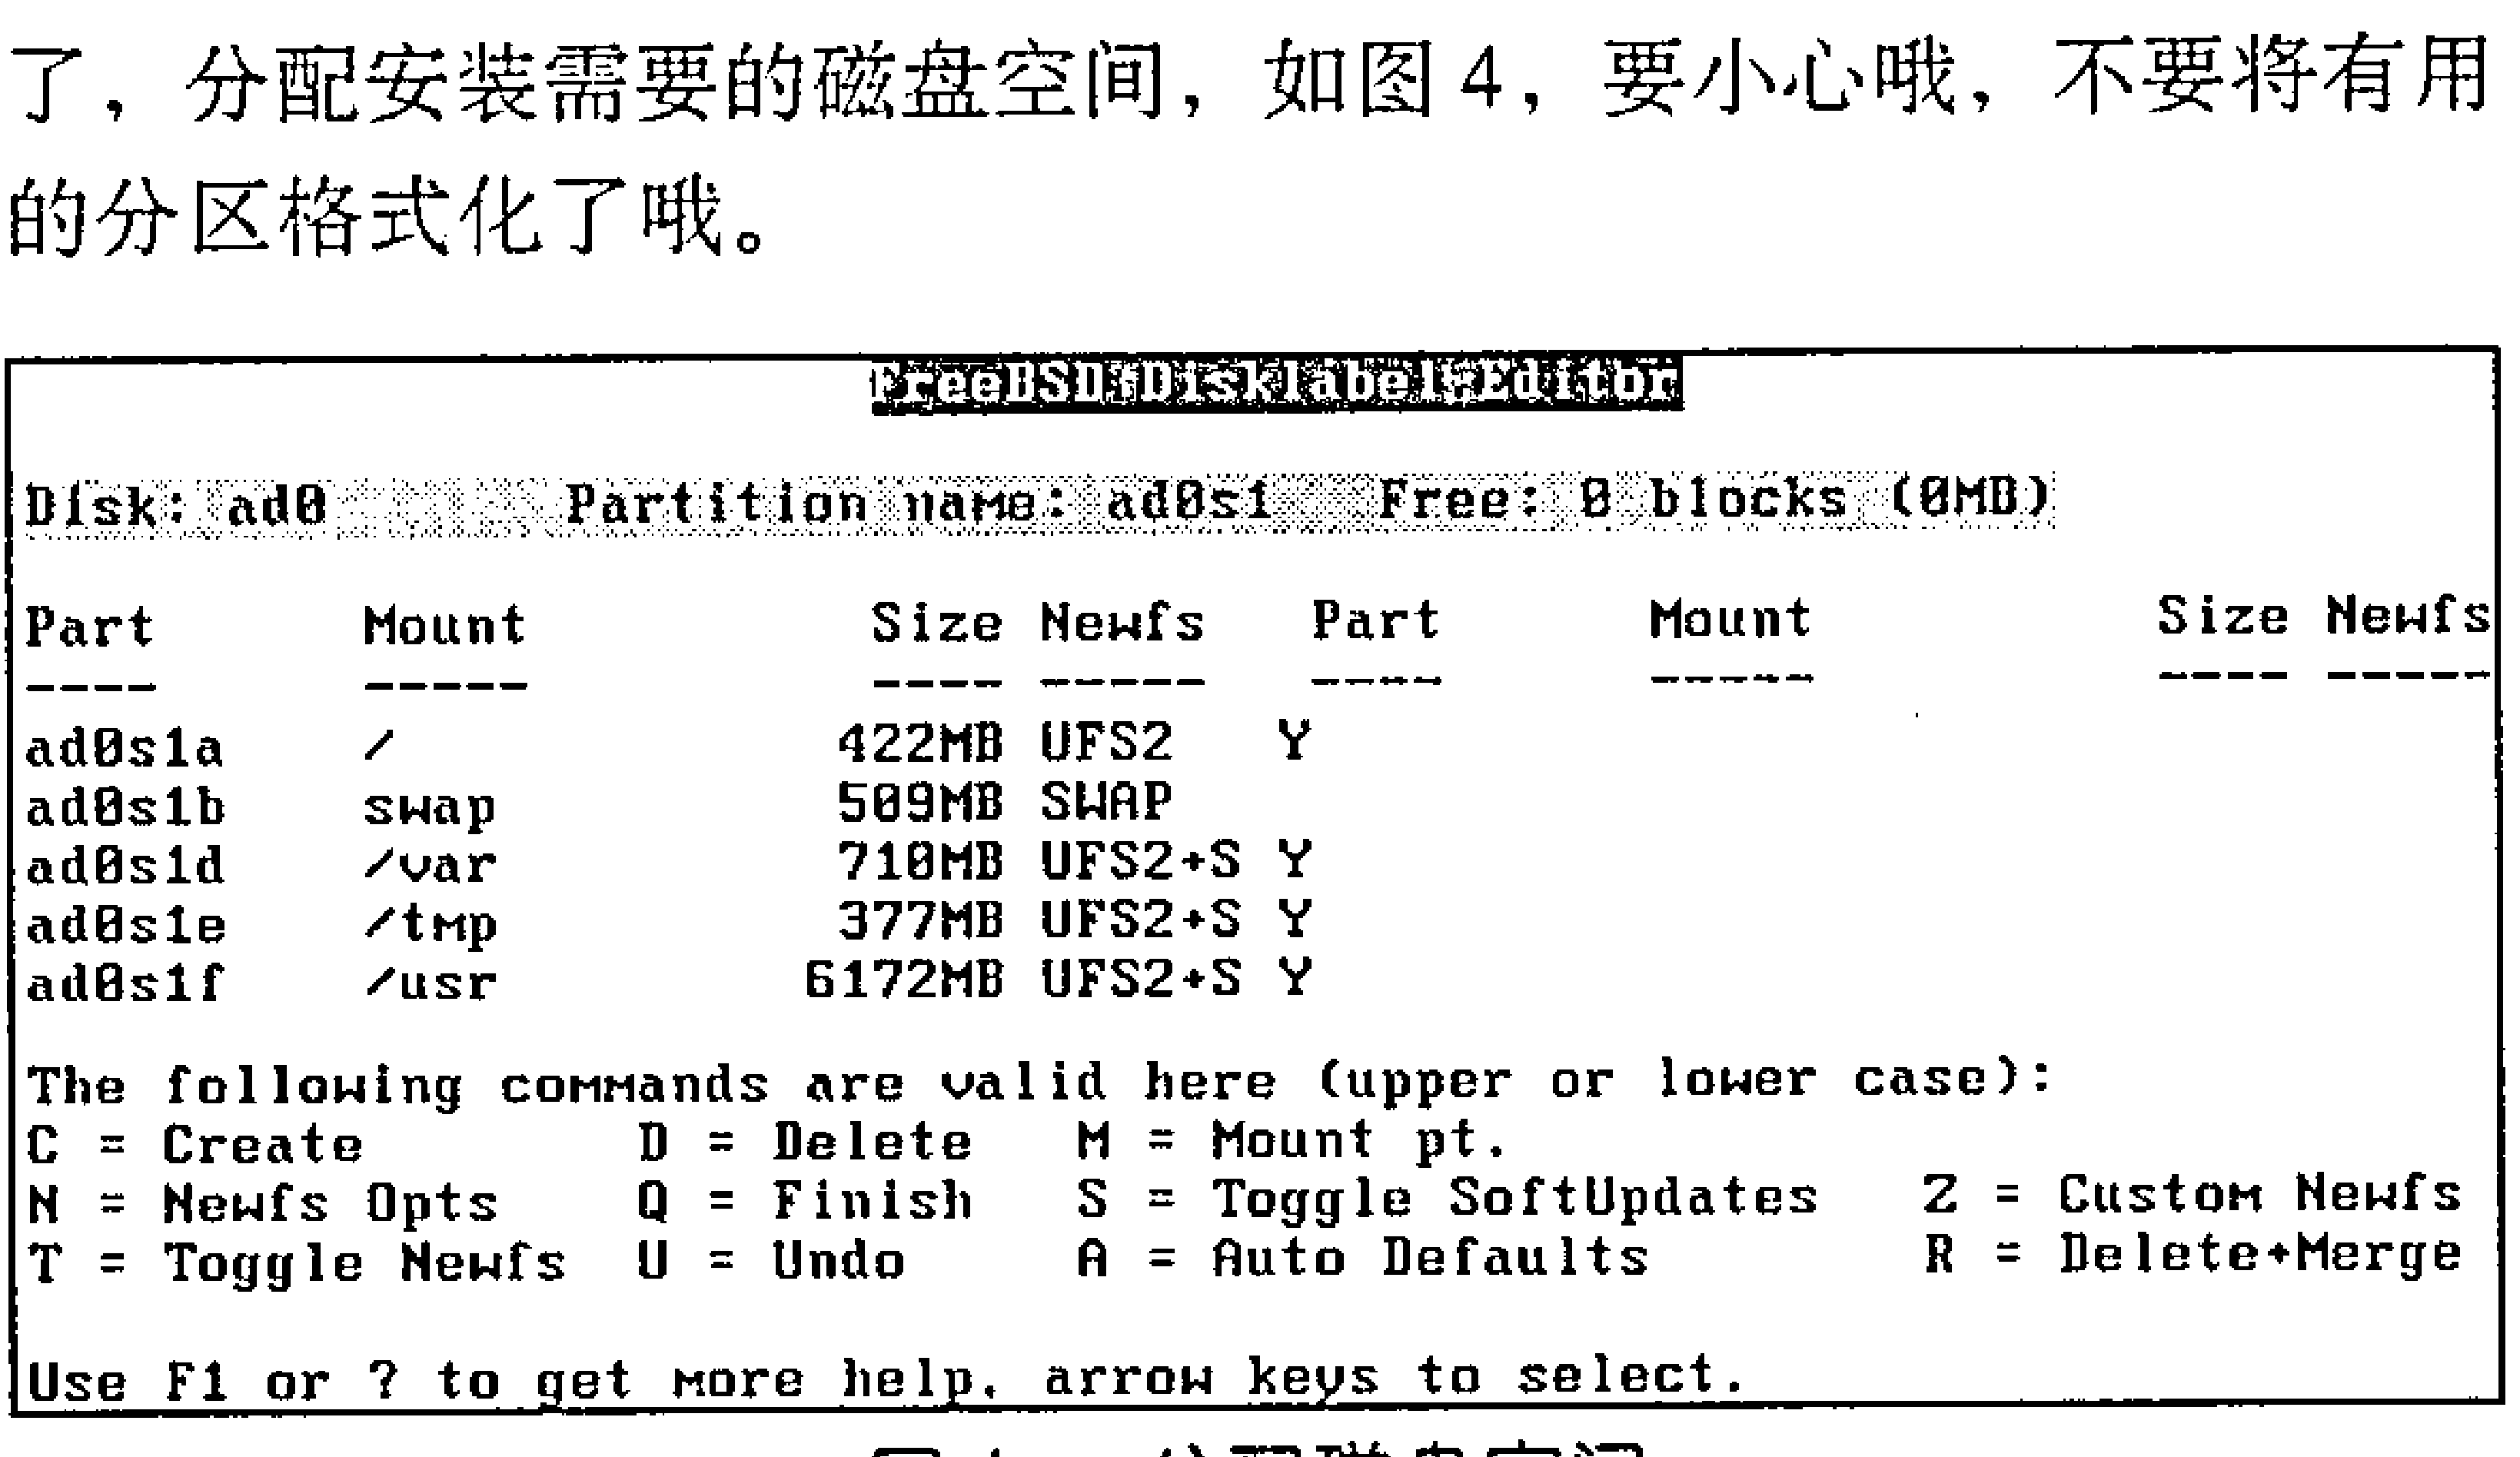 了，分配安装需要的磁盘空间，如图 4，要小心哦，不要将有用
的分区格式化了哦。
FreeBSD Disklabel Editor
Disk: ad0 Partition name: ad0s1 Free: 0 blocks (0MB)
Part Mount Size Newfs Part Mount Size Newfs
---- ----- ---- ----- ---- ----- ---- -----
ad0s1a / 422MB UFS2 Y
ad0s1b swap 509MB SWAP
ad0s1d /var 710MB UFS2+S Y
ad0s1e /tmp 377MB UFS2+S Y
ad0s1f /usr 6172MB UFS2+S Y
The following commands are valid here (upper or lower case):
C = Create D = Delete M = Mount pt.
N = Newfs Opts Q = Finish S = Toggle SoftUpdates Z = Custom Newfs
T = Toggle Newfs U = Undo A = Auto Defaults R = Delete+Merge
Use F1 or ? to get more help, arrow keys to select.